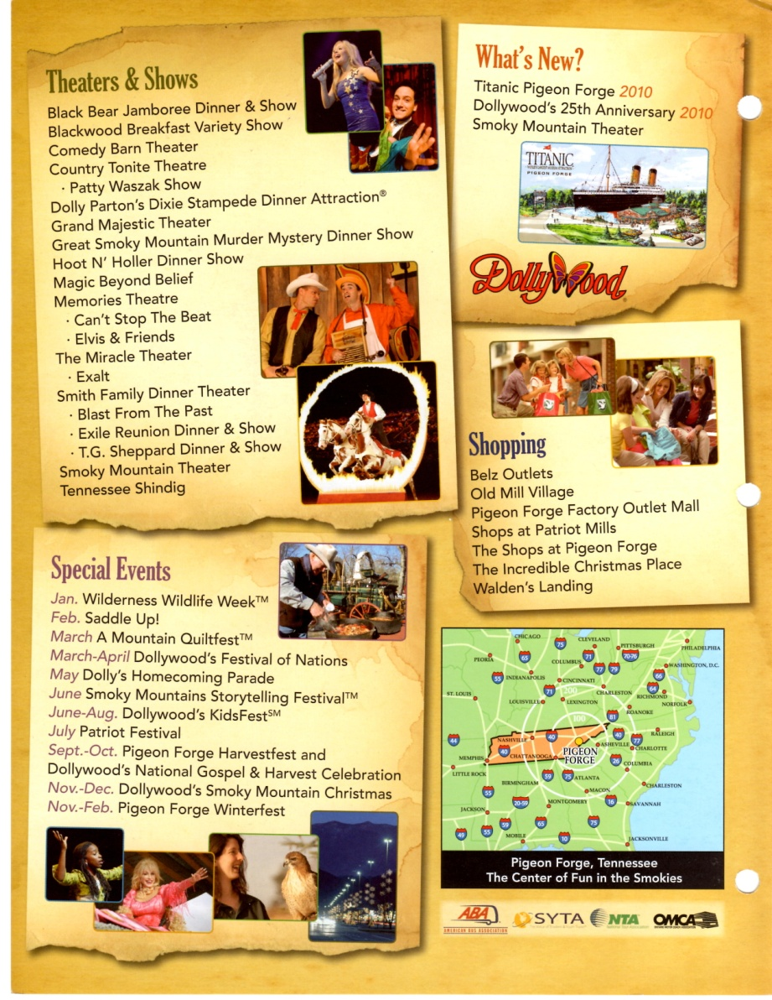 Theaters & Shows
Black Bear Jamboree Dinner & Show
Blackwood Breakfast Variety Show
Comedy Barn Theater
Country Tonite Theatre
· Patty Waszak Show
Dolly Parton's Dixie Stampede Dinner Attraction®
Grand Majestic Theater
Great Smoky Mountain Murder Mystery Dinner Show
Hoot N' Holler Dinner Show
Magic Beyond Belief
Memories Theatre
· Can't Stop The Beat
· Elvis & Friends
The Miracle Theater
· Exalt
Smith Family Dinner Theater
· Blast From The Past
· Exile Reunion Dinner & Show
· T.G. Sheppard Dinner & Show
Smoky Mountain Theater
Tennessee Shindig
What's New?
Titanic Pigeon Forge 2010
Dollywood's 25th Anniversary 2010
Smoky Mountain Theater
TITANIC
PIGEON FORGE
Dollywood
Shopping
Belz Outlets
Old Mill Village
Pigeon Forge Factory Outlet Mall
Shops at Patriot Mills
The Shops at Pigeon Forge
The Incredible Christmas Place
Walden's Landing
Special Events
Jan. Wilderness Wildlife Week™
Feb. Saddle Up!
March A Mountain Quiltfest™
March-April Dollywood's Festival of Nations
May Dolly's Homecoming Parade
June Smoky Mountains Storytelling Festival™
June-Aug. Dollywood's KidsFest℠
July Patriot Festival
Sept.-Oct. Pigeon Forge Harvestfest and
Dollywood's National Gospel & Harvest Celebration
Nov.-Dec. Dollywood's Smoky Mountain Christmas
Nov.-Feb. Pigeon Forge Winterfest
CHICAGO
75
CLEVELAND
PITTSBURGH
PHILADELPHIA
PEORIA
65
71
70-76
COLUMBUS
77
79
WASHINGTON, D.C.
55
INDIANAPOLIS
66
CINCINNATI
64
ST. LOUIS
71
200
CHARLESTON
RICHMOND
LOUISVILLE
LEXINGTON
NORFOLK
ROANOKE
100
81
44
NASHVILLE
40
40
77
RALEIGH
ASHEVILLE
CHARLOTTE
40
MEMPHIS
CHATTANOOGA
PIGEON
FORGE
26
COLUMBIA
LITTLE ROCK
BIRMINGHAM
59
75
ATLANTA
CHARLESTON
55
MACON
20-59
MONTGOMERY
16
SAVANNAH
JACKSON
59
65
75
49
55
MOBILE
10
JACKSONVILLE
Pigeon Forge, Tennessee
The Center of Fun in the Smokies
ABA
AMERICAN BUS ASSOCIATION
SYTA
NTA
OMCA